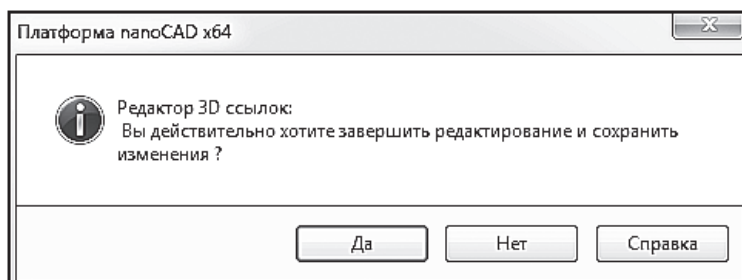 Платформа nanoCAD x64
Редактор 3D ссылок:
Вы действительно хотите завершить редактирование и сохранить
изменения ?
Да
Нет
Справка